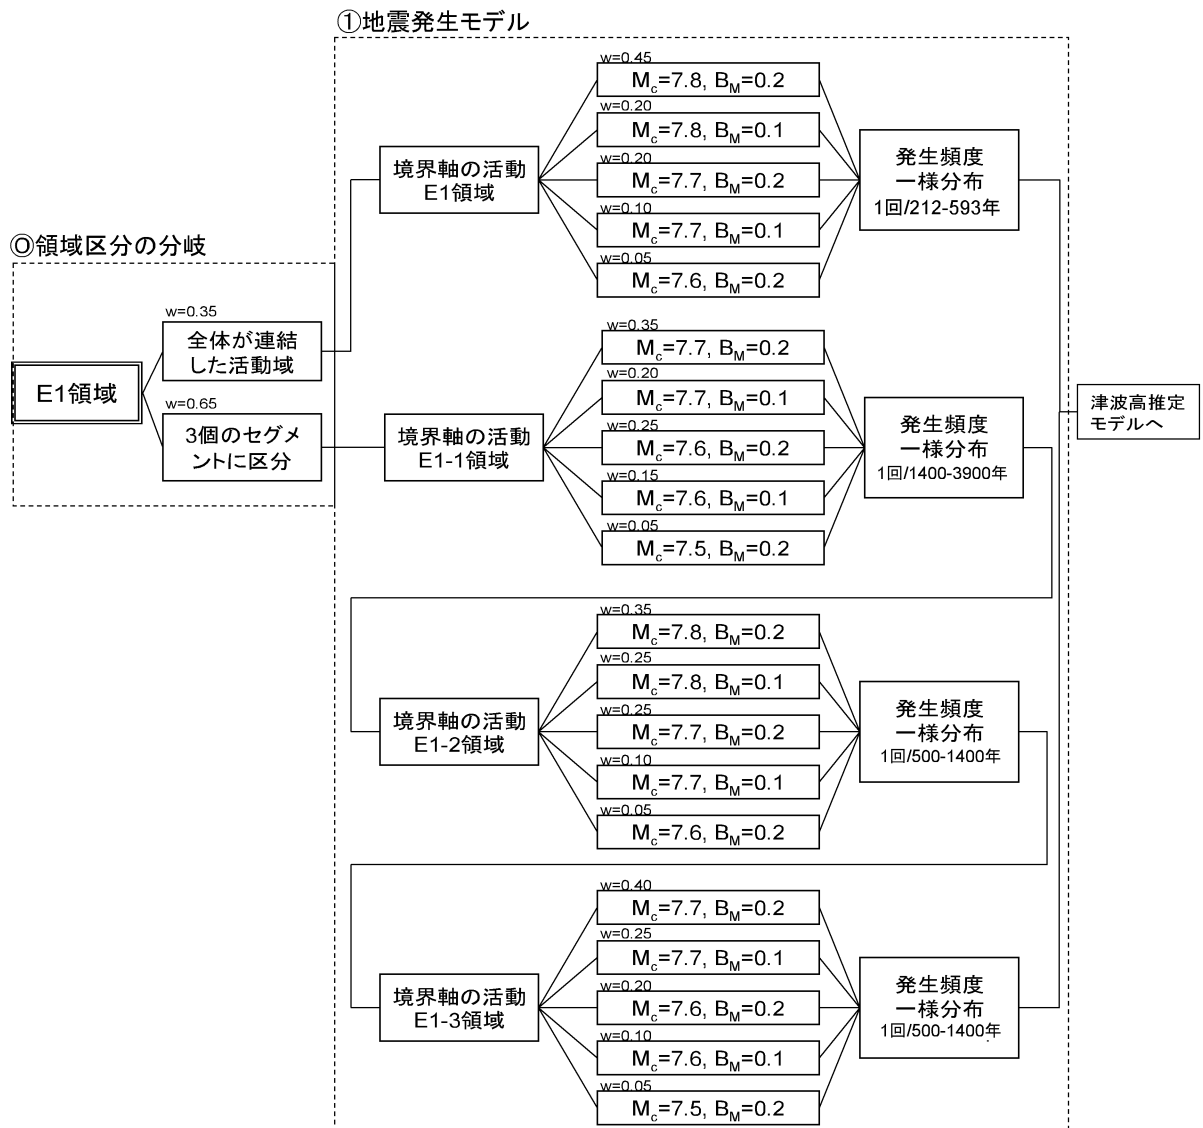 ①地震発生モデル
w=0.45
Mc=7.8, BM=0.2
w=0.20
Mc=7.8, BM=0.1
w=0.20
Mc=7.7, BM=0.2
w=0.10
Mc=7.7, BM=0.1
w=0.05
Mc=7.6, BM=0.2
境界軸の活動
E1領域
発生頻度
一様分布
1回/212-593年
⓪領域区分の分岐
E1領域
w=0.35
全体が連結
した活動域
w=0.65
3個のセグメ
ントに区分
境界軸の活動
E1-1領域
w=0.35
Mc=7.7, BM=0.2
w=0.20
Mc=7.7, BM=0.1
w=0.25
Mc=7.6, BM=0.2
w=0.15
Mc=7.6, BM=0.1
w=0.05
Mc=7.5, BM=0.2
発生頻度
一様分布
1回/1400-3900年
津波高推定
モデルへ
境界軸の活動
E1-2領域
w=0.35
Mc=7.8, BM=0.2
w=0.25
Mc=7.8, BM=0.1
w=0.25
Mc=7.7, BM=0.2
w=0.10
Mc=7.7, BM=0.1
w=0.05
Mc=7.6, BM=0.2
発生頻度
一様分布
1回/500-1400年
境界軸の活動
E1-3領域
w=0.40
Mc=7.7, BM=0.2
w=0.25
Mc=7.7, BM=0.1
w=0.20
Mc=7.6, BM=0.2
w=0.10
Mc=7.6, BM=0.1
w=0.05
Mc=7.5, BM=0.2
発生頻度
一様分布
1回/500-1400年